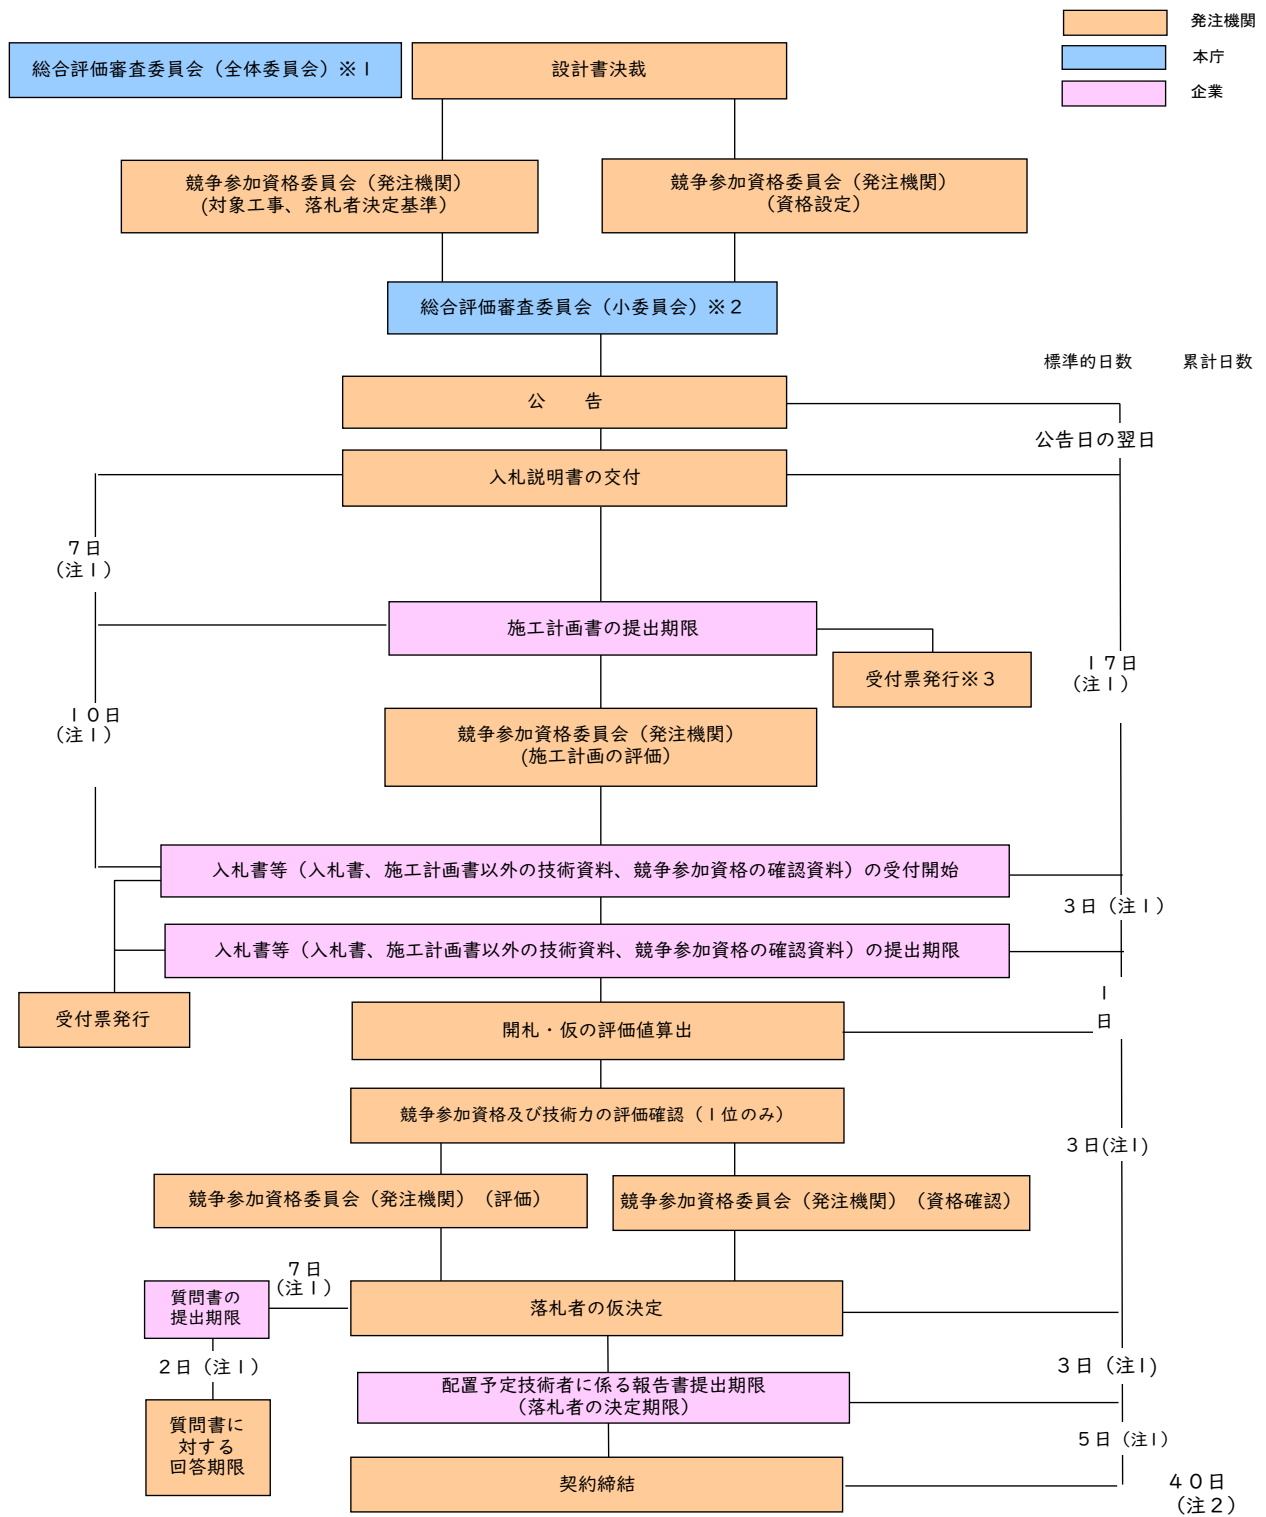 発注機関
本庁
企業
総合評価審査委員会（全体委員会）※１
設計書決裁
競争参加資格委員会（発注機関）
(対象工事、落札者決定基準）
競争参加資格委員会（発注機関）
（資格設定）
総合評価審査委員会（小委員会）※２
標準的日数
累計日数
公　　告
公告日の翌日
入札説明書の交付
７日
（注１）
施工計画書の提出期限
受付票発行※３
１７日
（注１）
１０日
（注１）
競争参加資格委員会（発注機関）
(施工計画の評価）
入札書等（入札書、施工計画書以外の技術資料、競争参加資格の確認資料）の受付開始
３日（注１）
入札書等（入札書、施工計画書以外の技術資料、競争参加資格の確認資料）の提出期限
受付票発行
１
日
開札・仮の評価値算出
競争参加資格及び技術力の評価確認（１位のみ）
３日(注1)
競争参加資格委員会（発注機関）（評価）
競争参加資格委員会（発注機関）（資格確認）
７日
（注１）
質問書の
提出期限
落札者の仮決定
２日（注１）
３日（注1)
配置予定技術者に係る報告書提出期限
（落札者の決定期限）
質問書に
対する
回答期限
５日（注1）
契約締結
４０日
（注２）